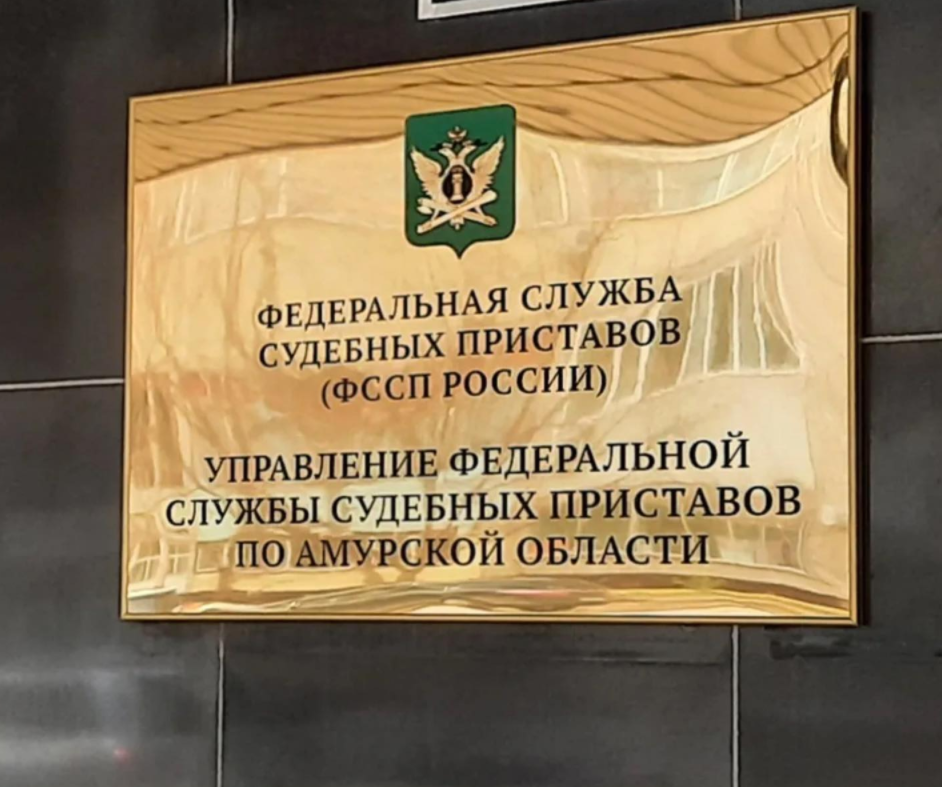 ФЕДЕРАЛЬНАЯ СЛУЖБА
СУДЕБНЫХ ПРИСТАВОВ
(ФССП РОССИИ)
УПРАВЛЕНИЕ ФЕДЕРАЛЬНОЙ
СЛУЖБЫ СУДЕБНЫХ ПРИСТАВОВ
ПО АМУРСКОЙ ОБЛАСТИ